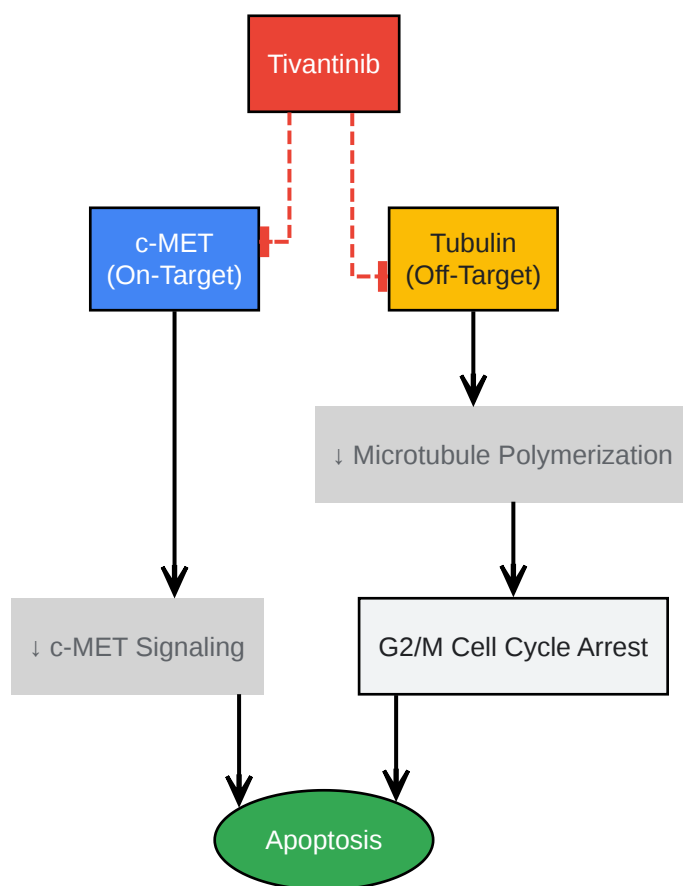 Tivantinib
c-MET
(On-Target)
Tubulin
(Off-Target)
↓ Microtubule Polymerization
↓ c-MET Signaling
G2/M Cell Cycle Arrest
Apoptosis